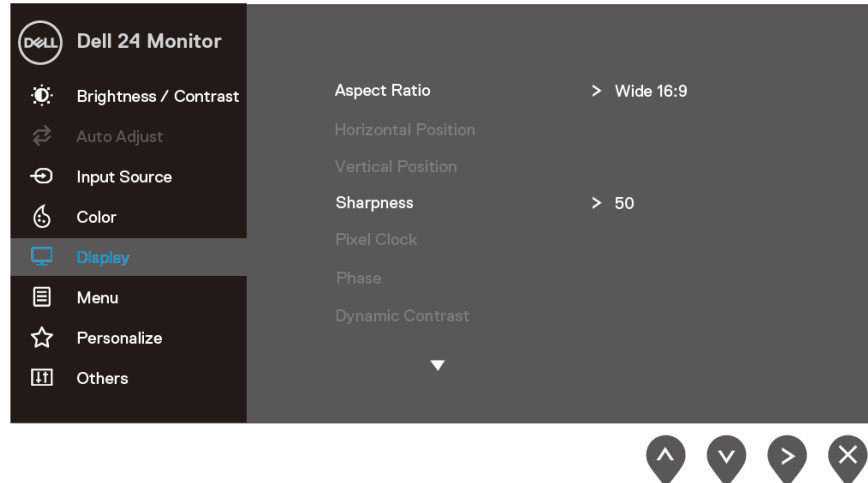 DELL Dell 24 Monitor
Brightness / Contrast
Auto Adjust
Input Source
Color
Display
Menu
Personalize
Others
Aspect Ratio > Wide 16:9
Horizontal Position
Vertical Position
Sharpness > 50
Pixel Clock
Phase
Dynamic Contrast